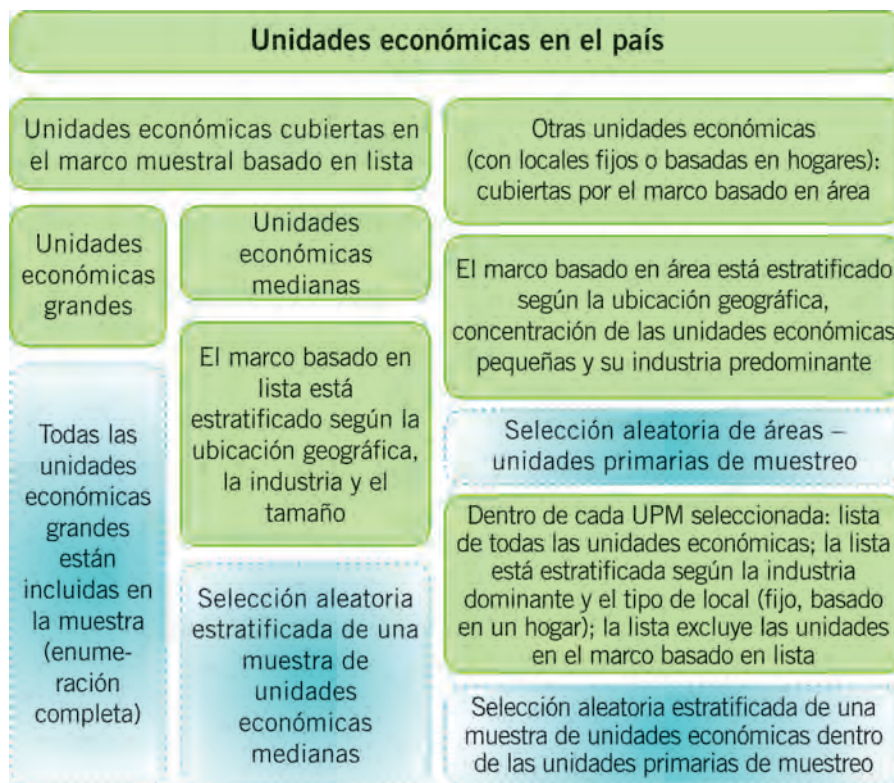 Unidades económicas en el país
Unidades económicas cubiertas en
el marco muestral basado en lista
Unidades
económicas
grandes
Todas las
unidades
económicas
grandes
están
incluidas en
la muestra
(enume-
ración
completa)
Unidades
económicas
medianas
El marco basado en
lista está
estratificado según la
ubicación geográfica,
la industria y el
tamaño
Selección aleatoria
estratificada de una
muestra de
unidades
económicas
medianas
Otras unidades económicas
(con locales fijos o basadas en hogares):
cubiertas por el marco basado en área
El marco basado en área está estratificado
según la ubicación geográfica,
concentración de las unidades económicas
pequeñas y su industria predominante
Selección aleatoria de áreas –
unidades primarias de muestreo
Dentro de cada UPM seleccionada: lista
de todas las unidades económicas; la lista
está estratificada según la industria
dominante y el tipo de local (fijo, basado
en un hogar); la lista excluye las unidades
en el marco basado en lista
Selección aleatoria estratificada de una
muestra de unidades económicas dentro
de las unidades primarias de muestreo